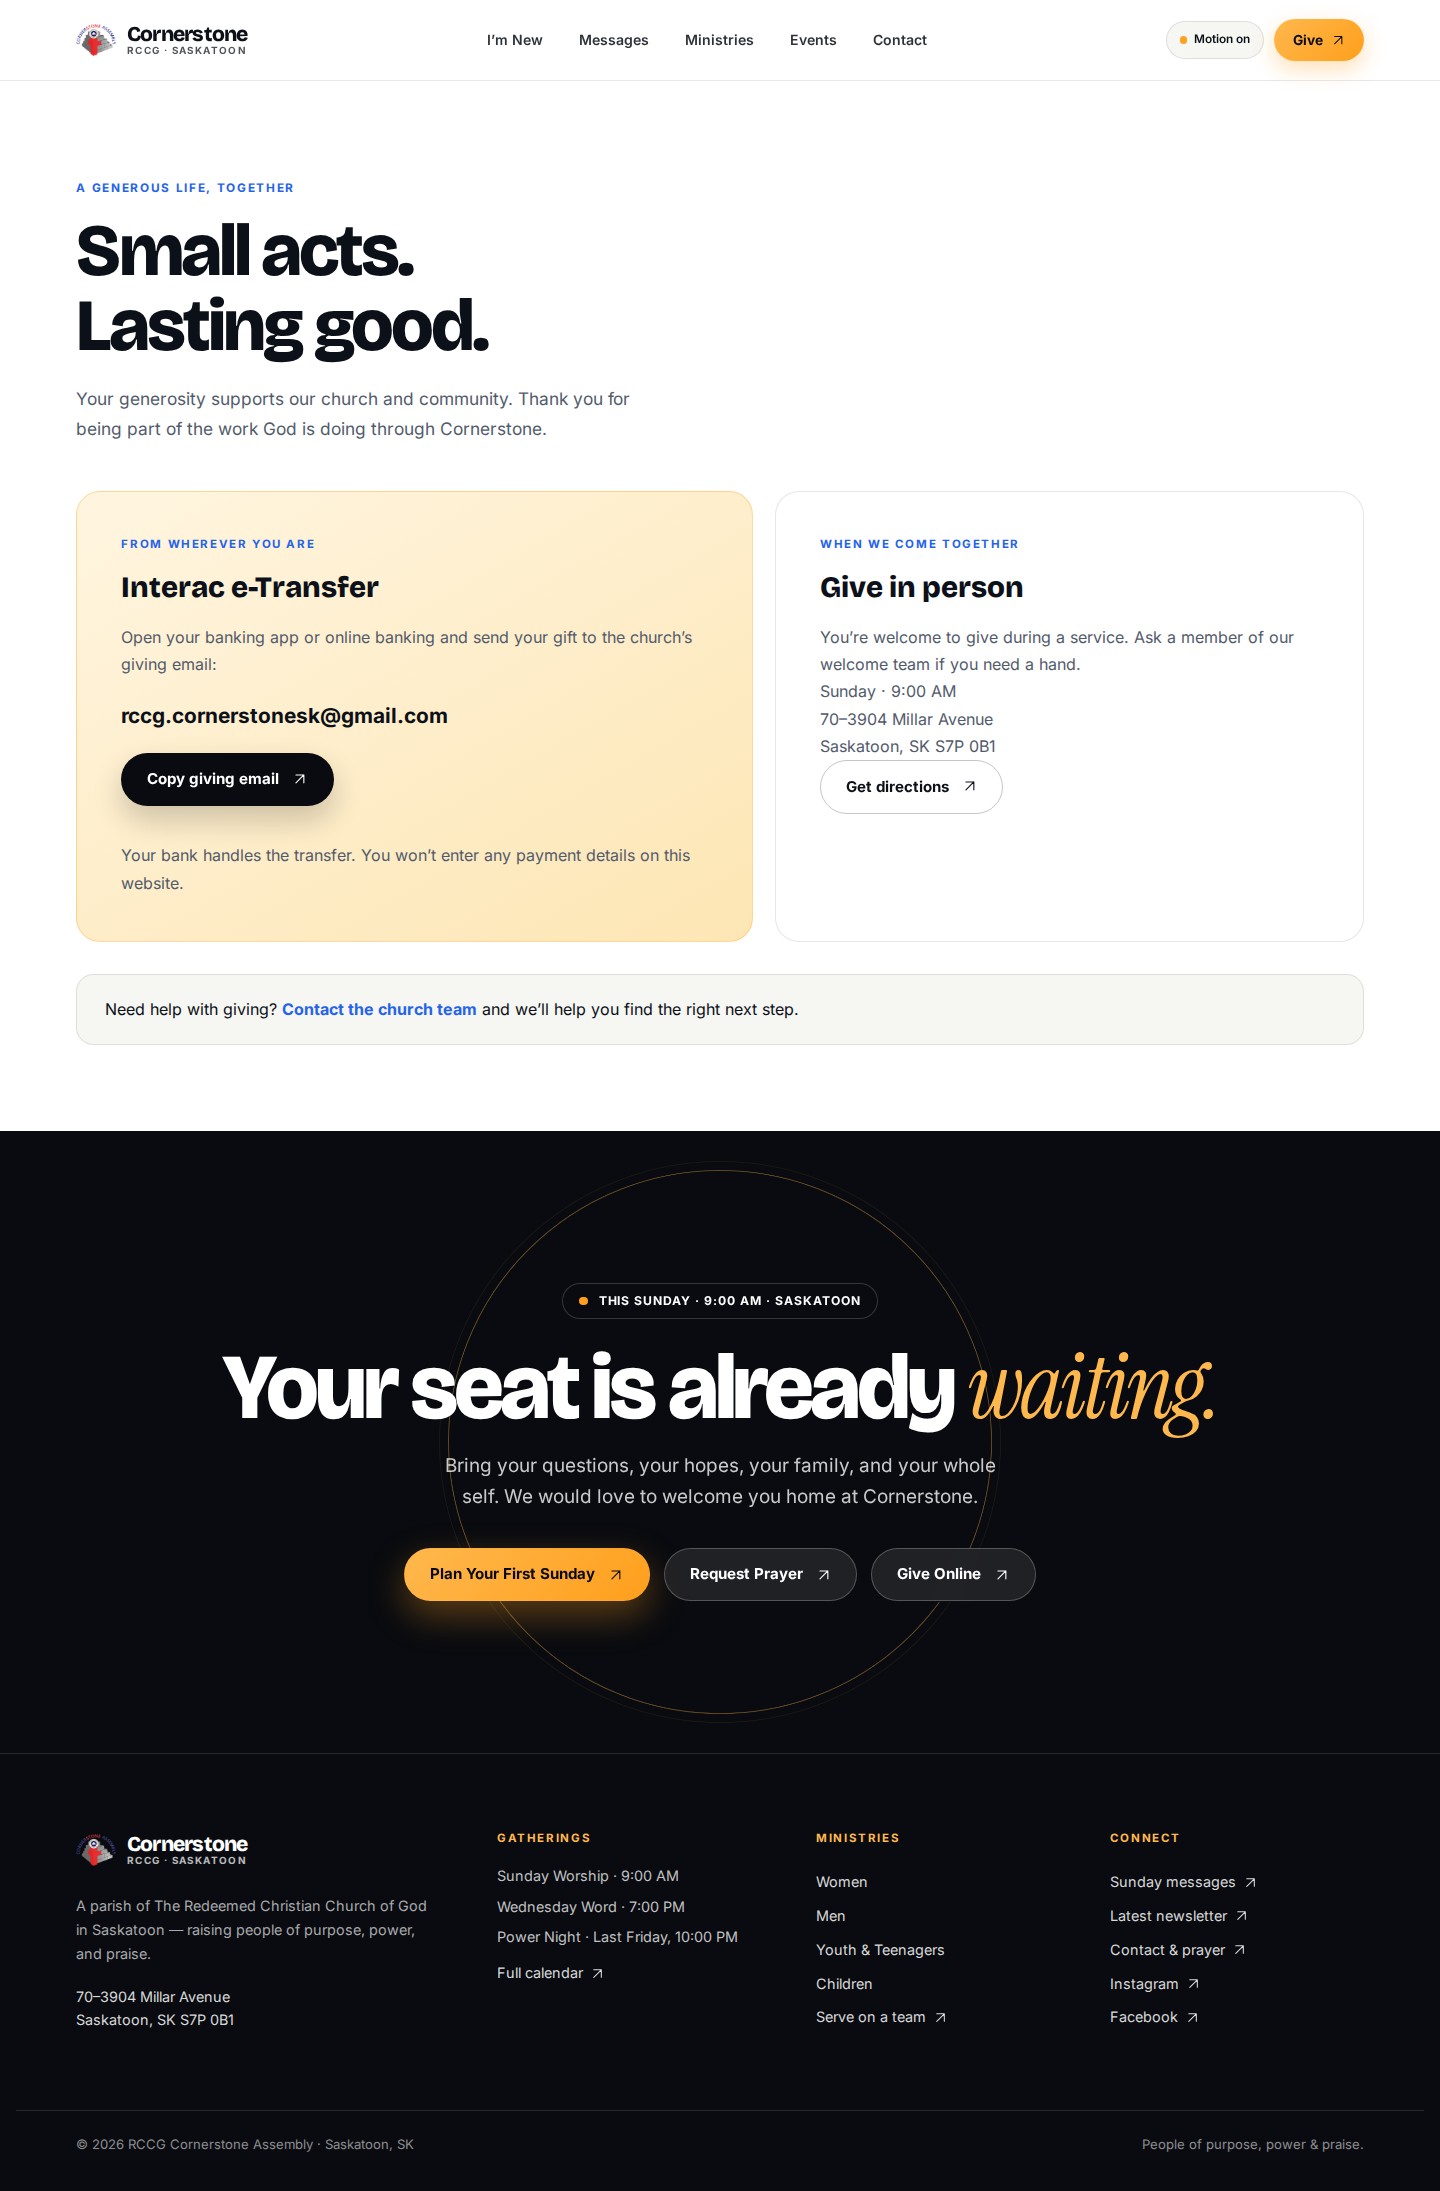 Cornerstone
RCCG · SASKATOON
I’m New
Messages
Ministries
Events
Contact
Motion on
Give
A GENEROUS LIFE, TOGETHER
Small acts.
Lasting good.
Your generosity supports our church and community. Thank you for
being part of the work God is doing through Cornerstone.
FROM WHEREVER YOU ARE
Interac e-Transfer
Open your banking app or online banking and send your gift to the church’s
giving email:
rccg.cornerstonesk@gmail.com
Copy giving email
Your bank handles the transfer. You won’t enter any payment details on this
website.
WHEN WE COME TOGETHER
Give in person
You’re welcome to give during a service. Ask a member of our
welcome team if you need a hand.
Sunday · 9:00 AM
70–3904 Millar Avenue
Saskatoon, SK S7P 0B1
Get directions
Need help with giving? Contact the church team and we’ll help you find the right next step.
THIS SUNDAY · 9:00 AM · SASKATOON
Your seat is already waiting.
Bring your questions, your hopes, your family, and your whole
self. We would love to welcome you home at Cornerstone.
Plan Your First Sunday
Request Prayer
Give Online
Cornerstone
RCCG · SASKATOON
A parish of The Redeemed Christian Church of God
in Saskatoon — raising people of purpose, power,
and praise.
70–3904 Millar Avenue
Saskatoon, SK S7P 0B1
GATHERINGS
Sunday Worship · 9:00 AM
Wednesday Word · 7:00 PM
Power Night · Last Friday, 10:00 PM
Full calendar
MINISTRIES
Women
Men
Youth & Teenagers
Children
Serve on a team
CONNECT
Sunday messages
Latest newsletter
Contact & prayer
Instagram
Facebook
© 2026 RCCG Cornerstone Assembly · Saskatoon, SK
People of purpose, power & praise.